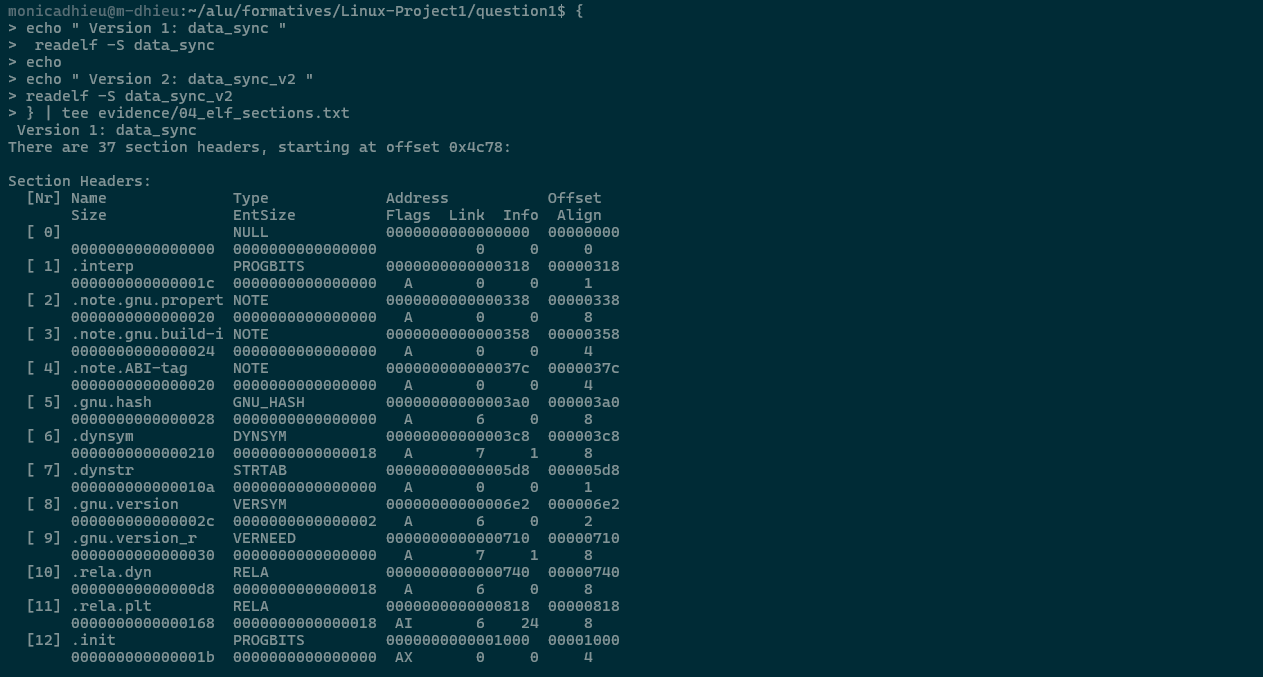 monicadhieu@m-dhieu:~/alu/formatives/Linux-Project1/question1$ {
> echo " Version 1: data_sync "
>  readelf -S data_sync
> echo
> echo " Version 2: data_sync_v2 "
> readelf -S data_sync_v2
> } | tee evidence/04_elf_sections.txt
 Version 1: data_sync
There are 37 section headers, starting at offset 0x4c78:

Section Headers:
  [Nr] Name              Type             Address           Offset
       Size              EntSize          Flags  Link  Info  Align
  [ 0]                   NULL             0000000000000000  00000000
       0000000000000000  0000000000000000           0     0     0
  [ 1] .interp           PROGBITS         0000000000000318  00000318
       000000000000001c  0000000000000000   A       0     0     1
  [ 2] .note.gnu.propert NOTE             0000000000000338  00000338
       0000000000000020  0000000000000000   A       0     0     8
  [ 3] .note.gnu.build-i NOTE             0000000000000358  00000358
       0000000000000024  0000000000000000   A       0     0     4
  [ 4] .note.ABI-tag     NOTE             000000000000037c  0000037c
       0000000000000020  0000000000000000   A       0     0     4
  [ 5] .gnu.hash         GNU_HASH         00000000000003a0  000003a0
       0000000000000028  0000000000000000   A       6     0     8
  [ 6] .dynsym           DYNSYM           00000000000003c8  000003c8
       0000000000000210  0000000000000018   A       7     1     8
  [ 7] .dynstr           STRTAB           00000000000005d8  000005d8
       000000000000010a  0000000000000000   A       0     0     1
  [ 8] .gnu.version      VERSYM           00000000000006e2  000006e2
       000000000000002c  0000000000000002   A       6     0     2
  [ 9] .gnu.version_r    VERNEED          0000000000000710  00000710
       0000000000000030  0000000000000000   A       7     1     8
  [10] .rela.dyn         RELA             0000000000000740  00000740
       00000000000000d8  0000000000000018   A       6     0     8
  [11] .rela.plt         RELA             0000000000000818  00000818
       0000000000000168  0000000000000018  AI       6    24     8
  [12] .init             PROGBITS         0000000000001000  00001000
       000000000000001b  0000000000000000  AX       0     0     4